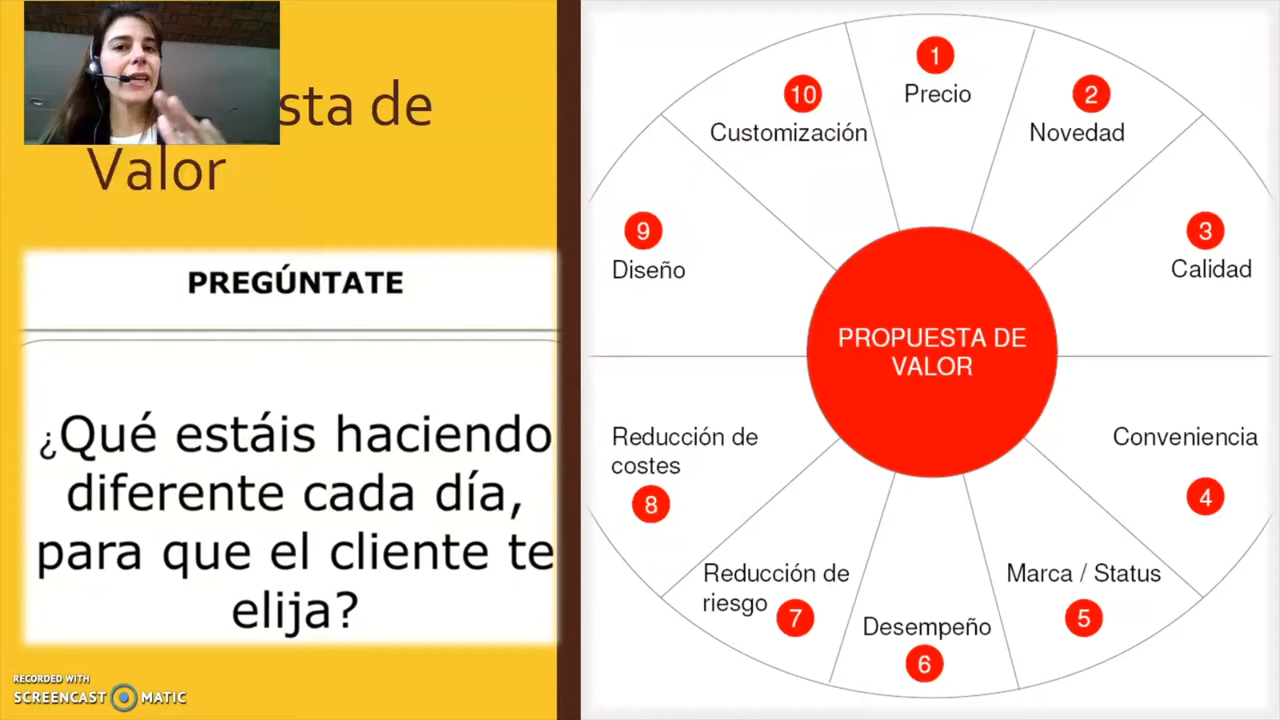 sta de
Valor
PREGÚNTATE
¿Qué estáis haciendo
diferente cada día,
para que el cliente te
elija?
RECORDED WITH
SCREENCAST MATIC
1
Precio
2
Novedad
3
Calidad
Conveniencia
4
Marca / Status
5
Desempeño
6
Reducción de
riesgo
7
Reducción de
costes
8
9
Diseño
10
Customización
PROPUESTA DE
VALOR